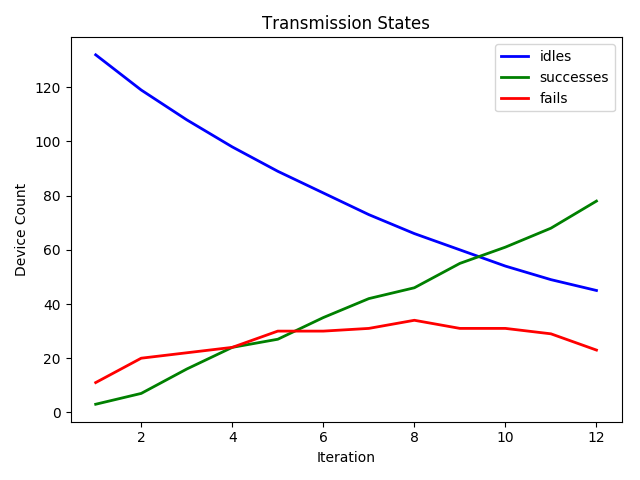 Transmission States
idles
successes
fails
Device Count
120
100
80
60
40
20
0
2 4 6 8 10 12
Iteration